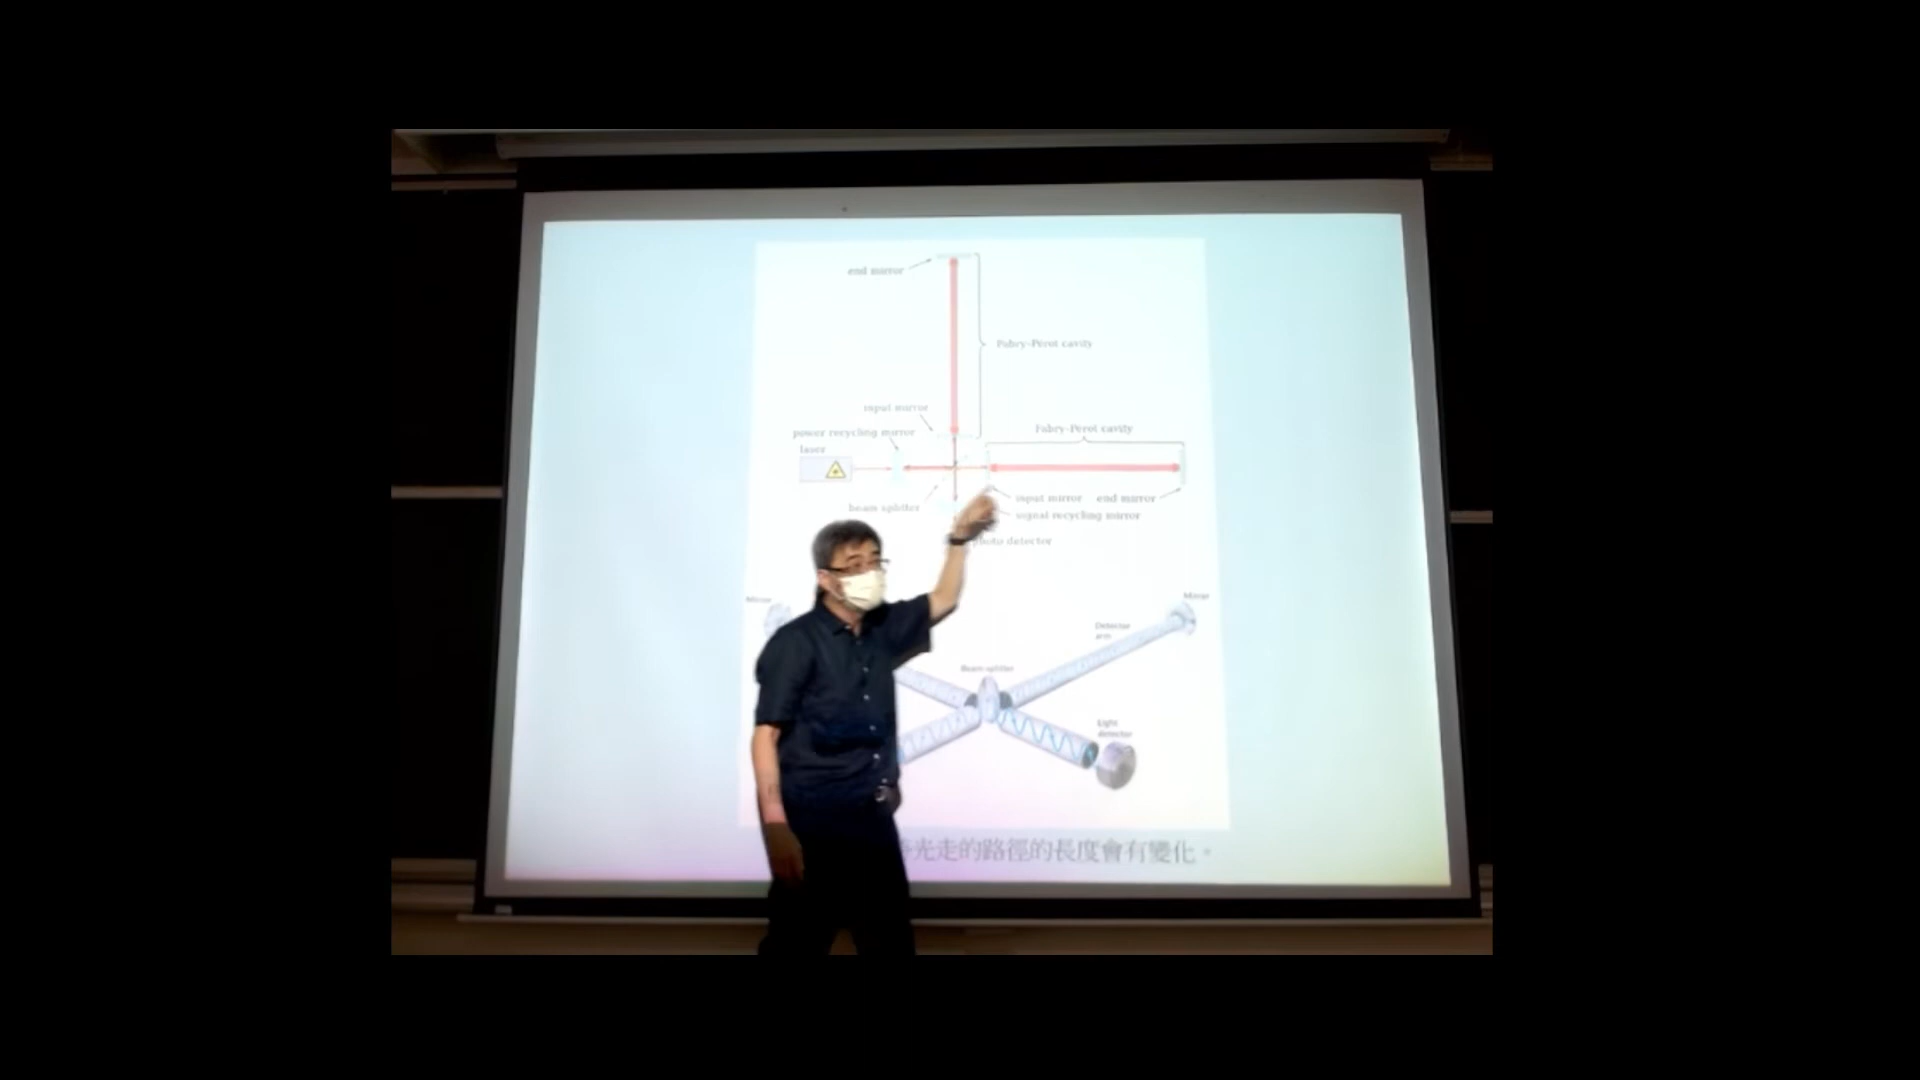 end mirror
Fabry-Pérot cavity
input mirror
Fabry-Pérot cavity
power recycling mirror
laser
input mirror end mirror
beam splitter
signal recycling mirror
photo detector
Mirror
Mirror
Detector
arm
Beam-splitter
Light
detector
光走的路徑的長度會有變化。